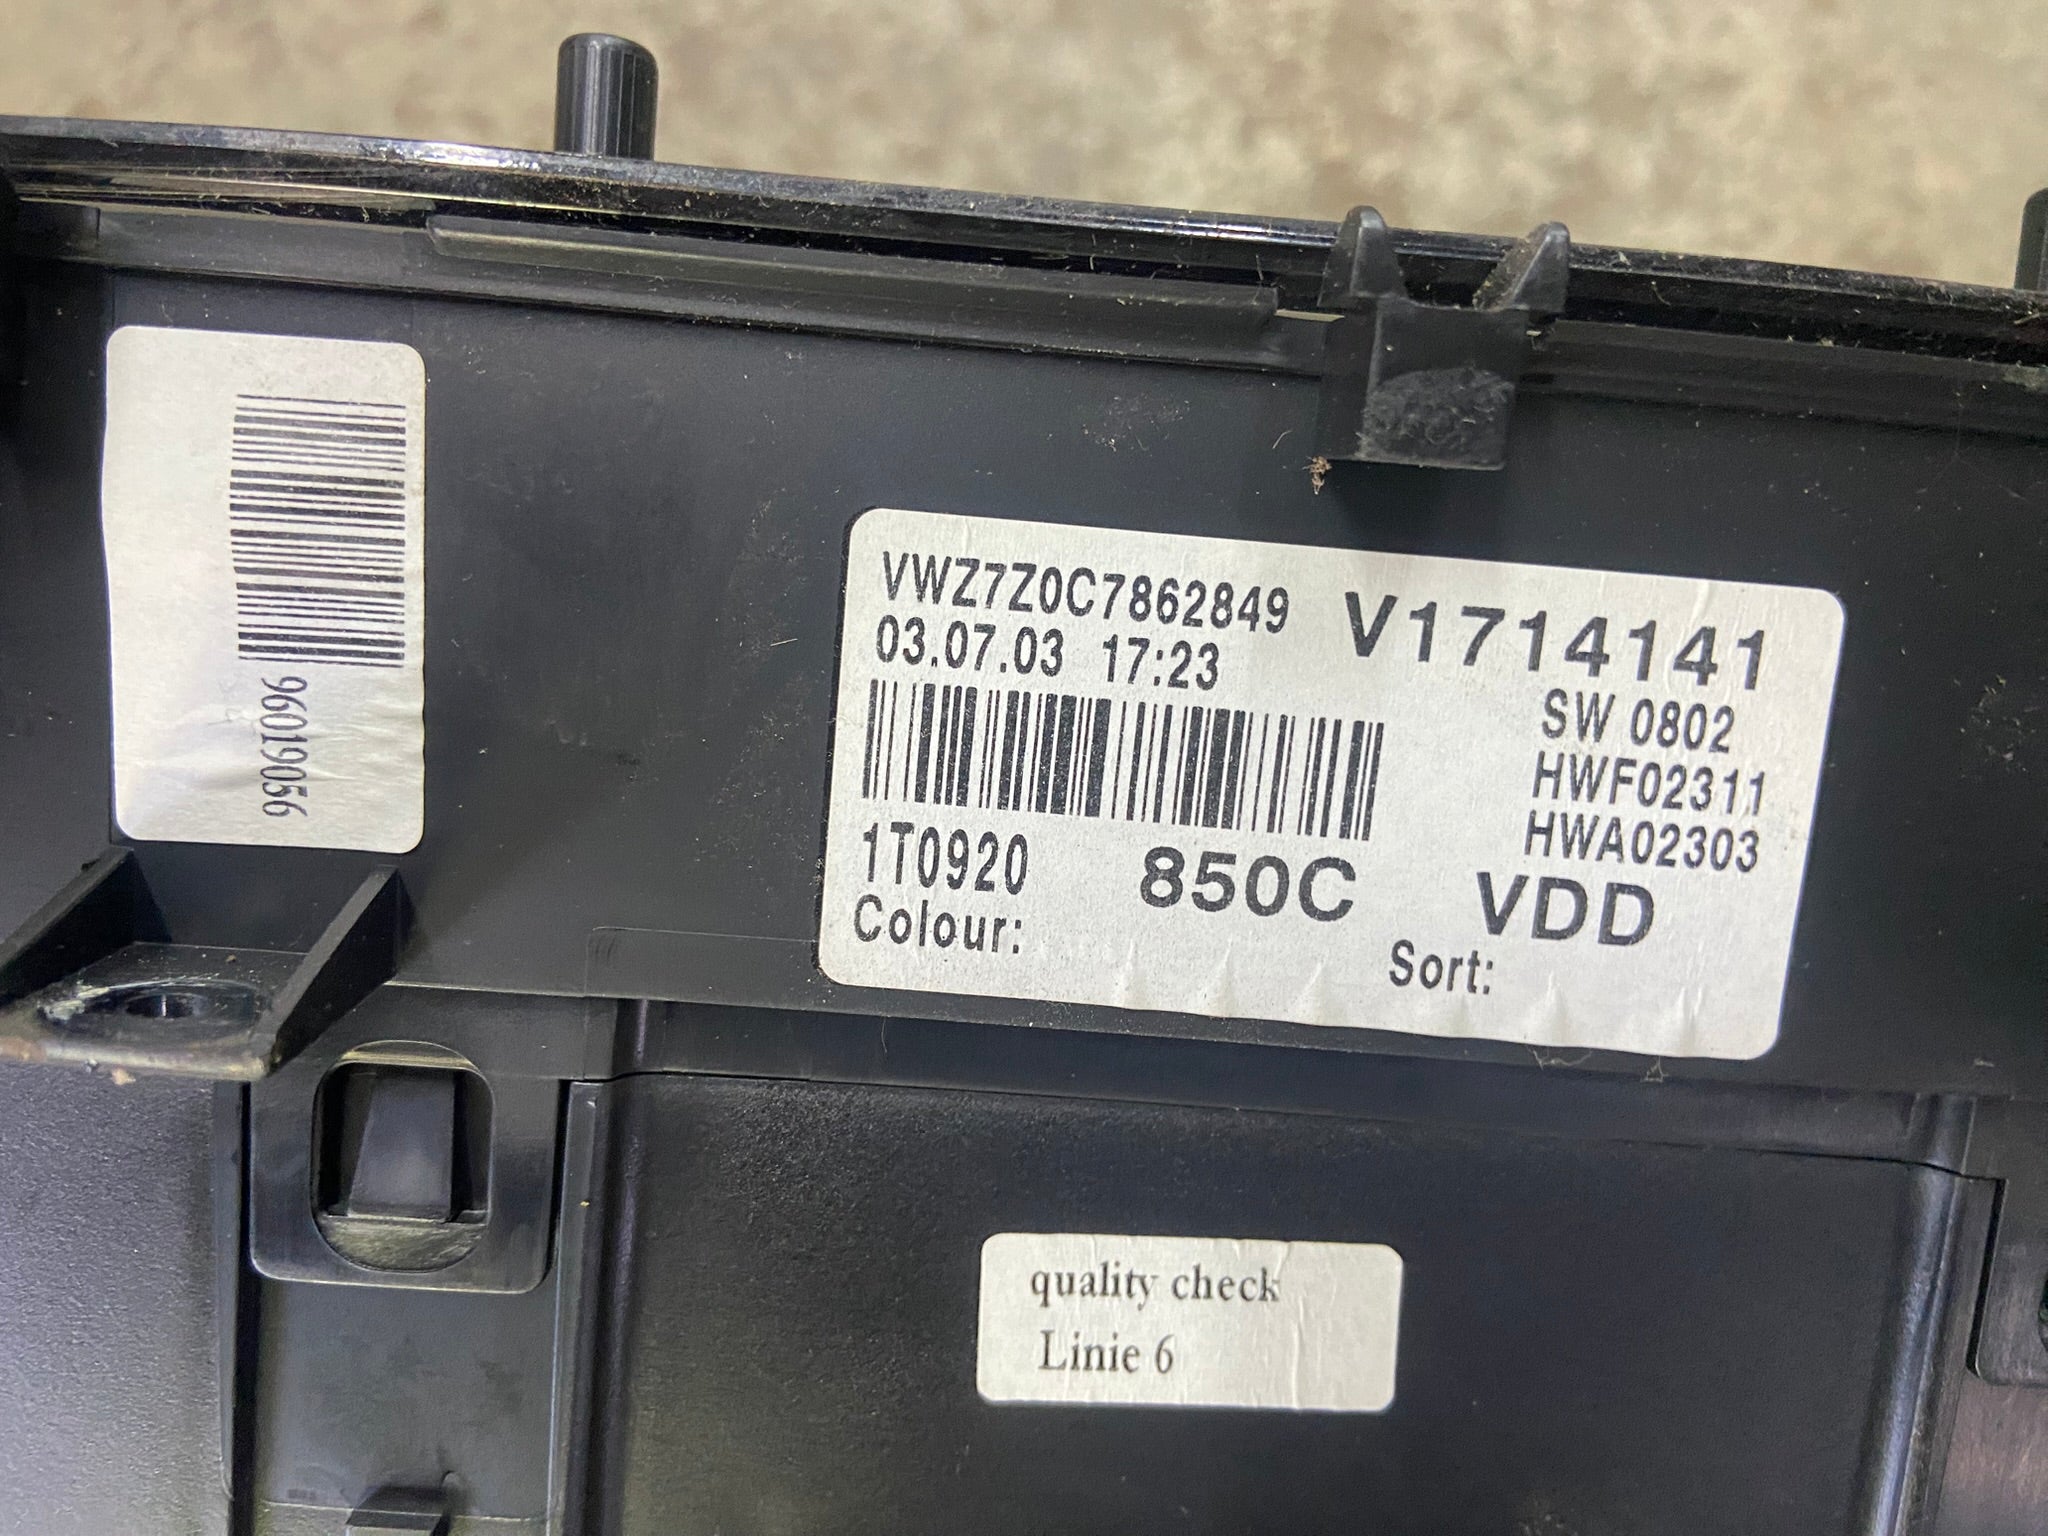 96019056
VWZ7Z0C7862849 V1714141
03.07.03 17:23
SW 0802
HWF02311
HWA02303
1T0920 850C VDD
Colour: Sort:
quality check
Linie 6